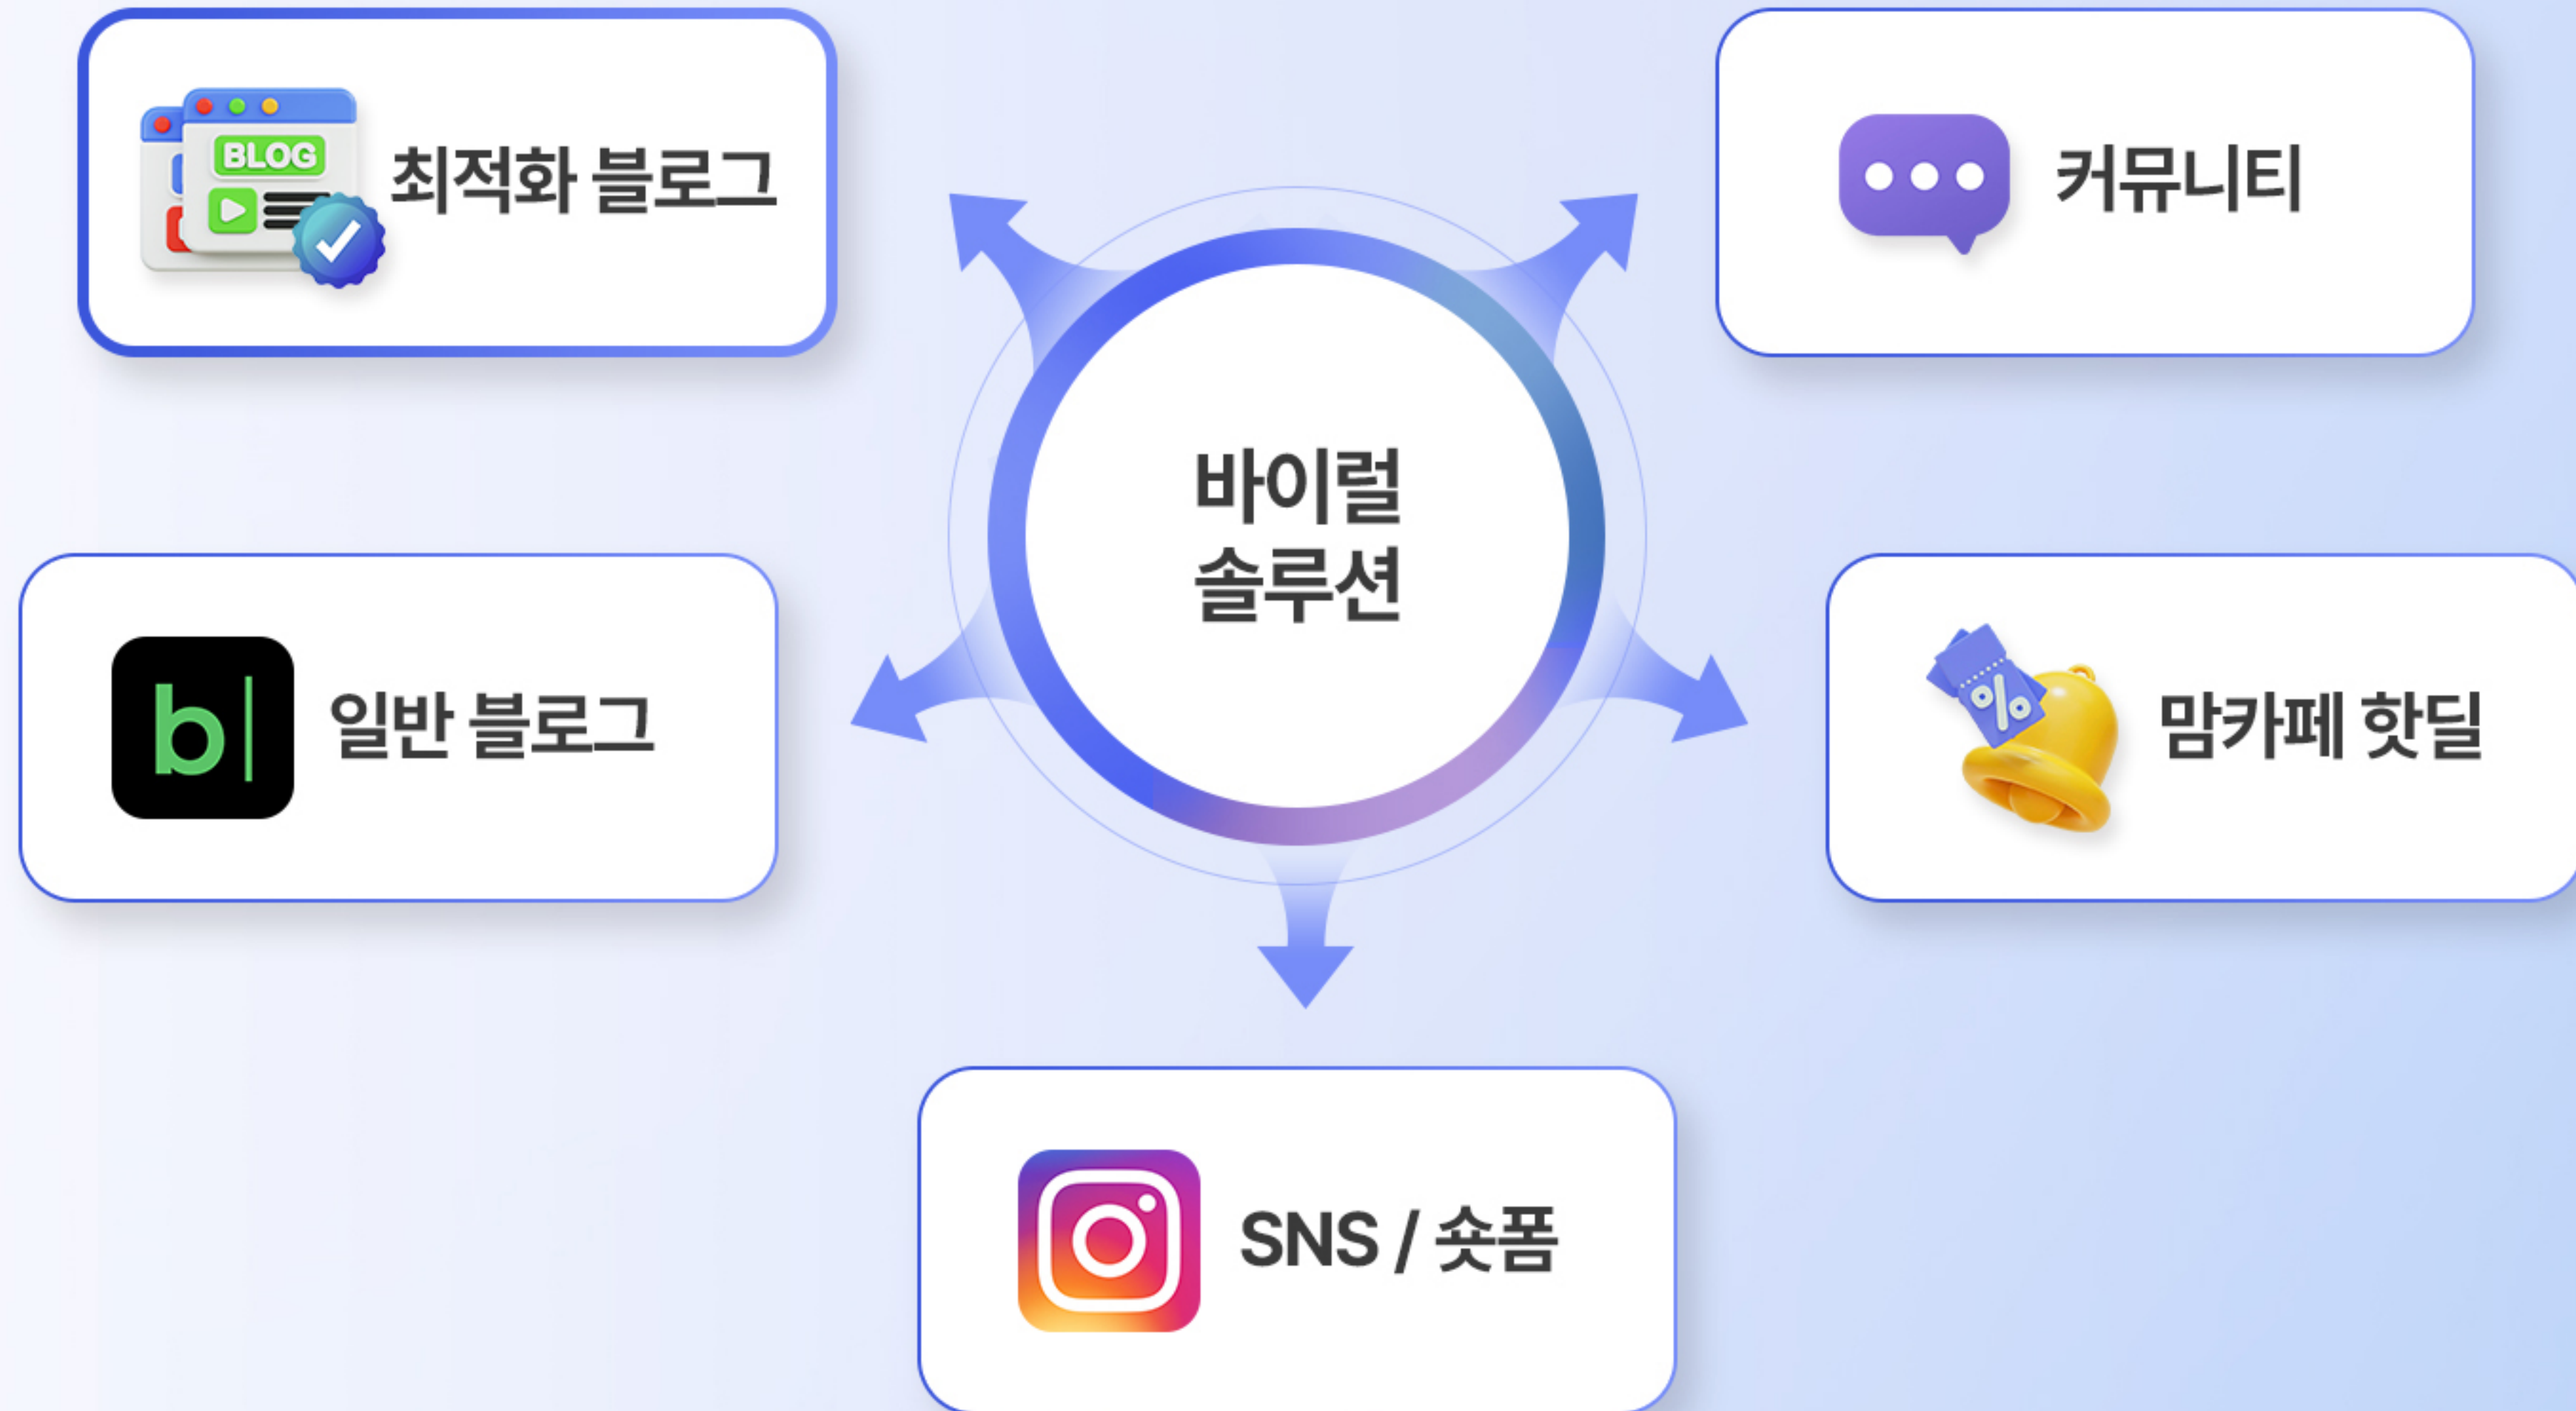 BLOG
최적화 블로그
커뮤니티
바이럴
솔루션
b|
일반 블로그
%
맘카페 핫딜
SNS / 숏폼